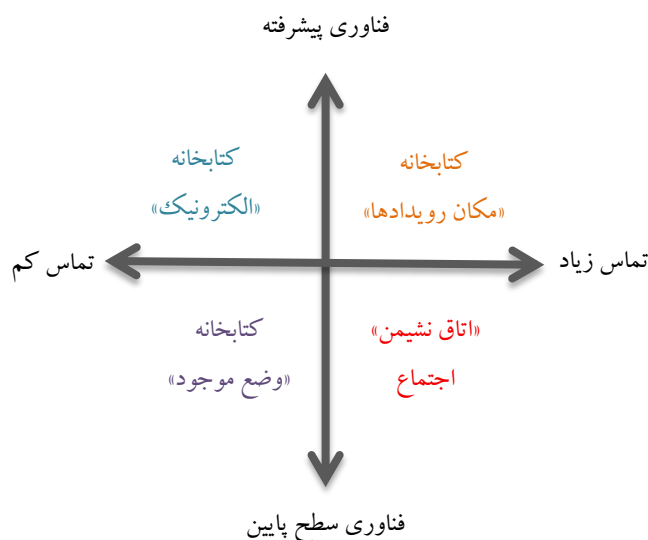 فناوری پیشرفته
کتابخانه
«مکان رویدادها»
کتابخانه
«الکترونیک»
تماس زیاد
تماس کم
«اتاق نشیمن»
اجتماع
کتابخانه
«وضع موجود»
فناوری سطح پایین